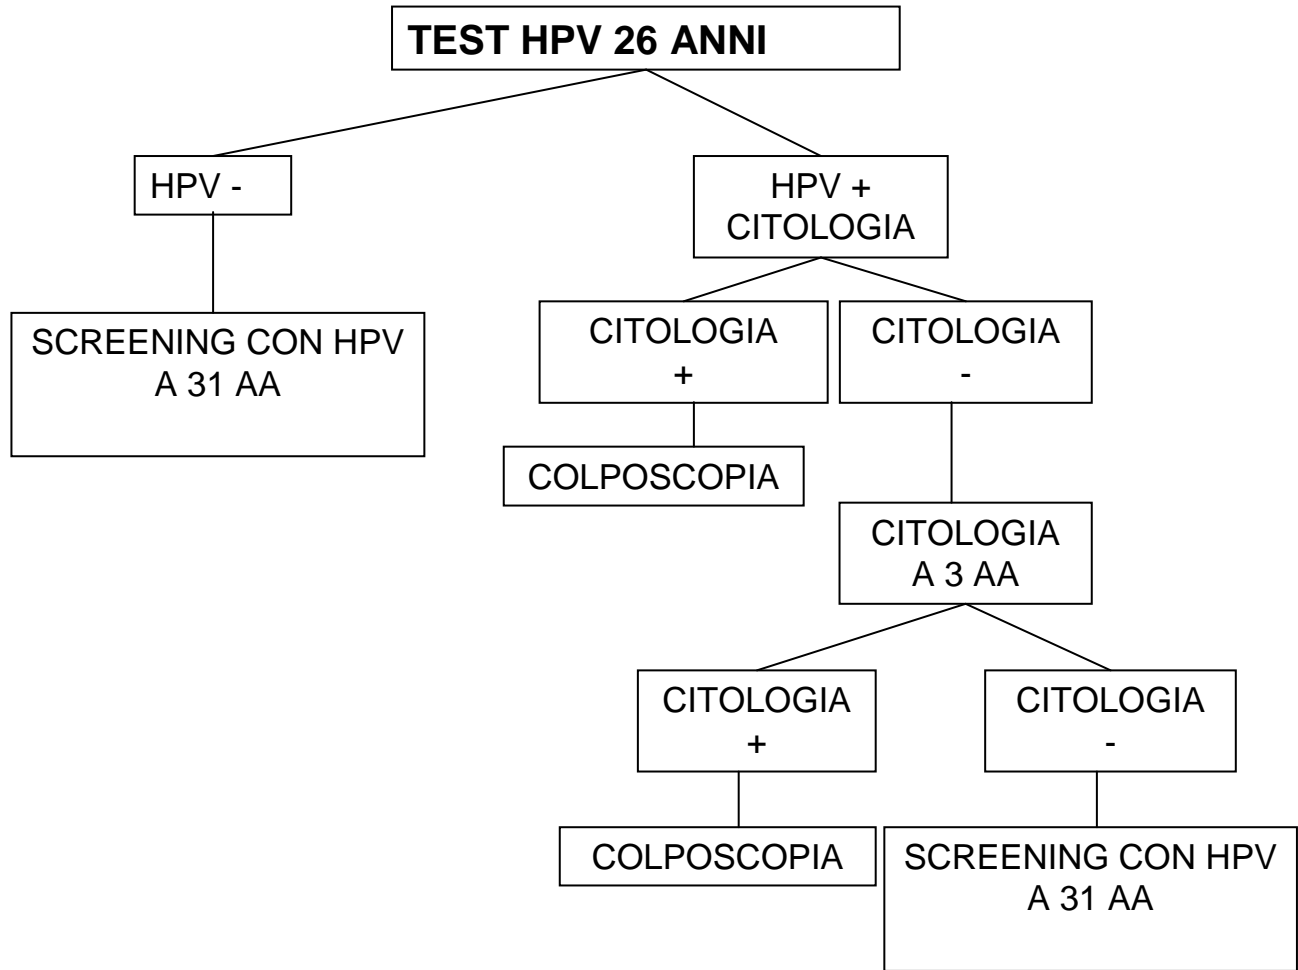 TEST HPV 26 ANNI
HPV -
HPV +
CITOLOGIA
SCREENING CON HPV
A 31 AA
CITOLOGIA
+
CITOLOGIA
-
COLPOSCOPIA
CITOLOGIA
A 3 AA
CITOLOGIA
+
CITOLOGIA
-
COLPOSCOPIA
SCREENING CON HPV
A 31 AA